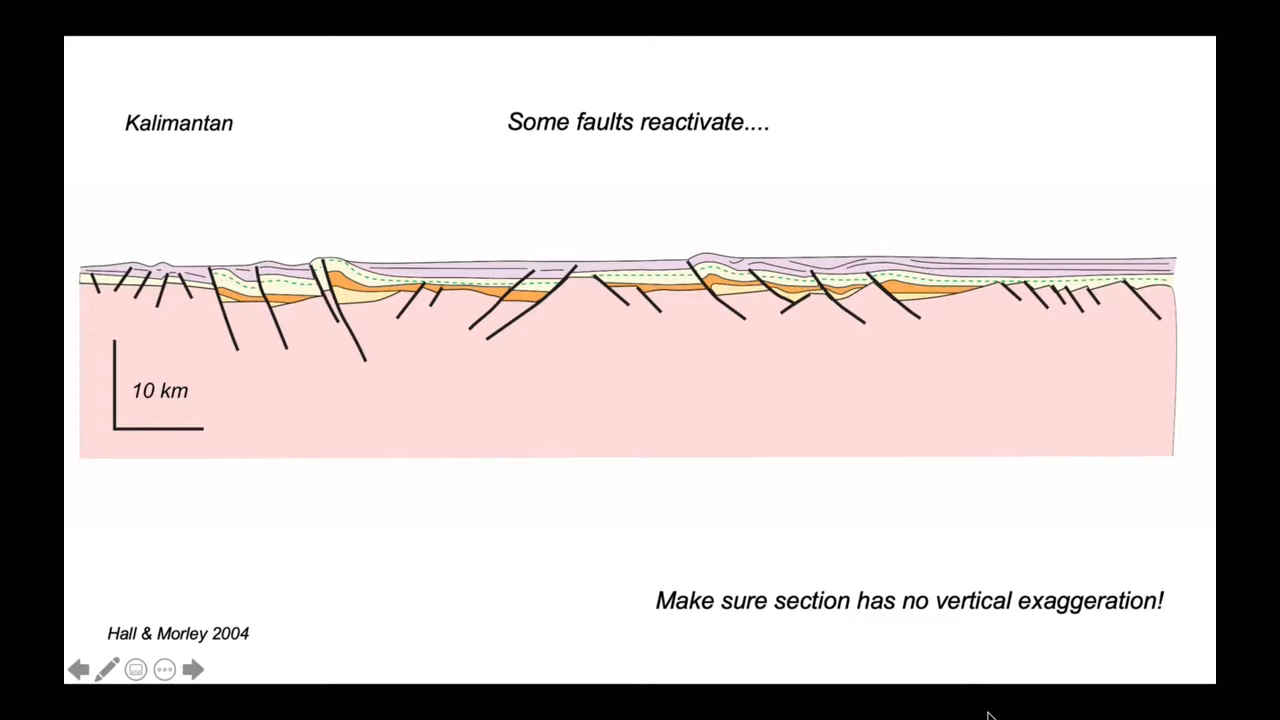 Kalimantan
Some faults reactivate....
10 km
Make sure section has no vertical exaggeration!
Hall & Morley 2004